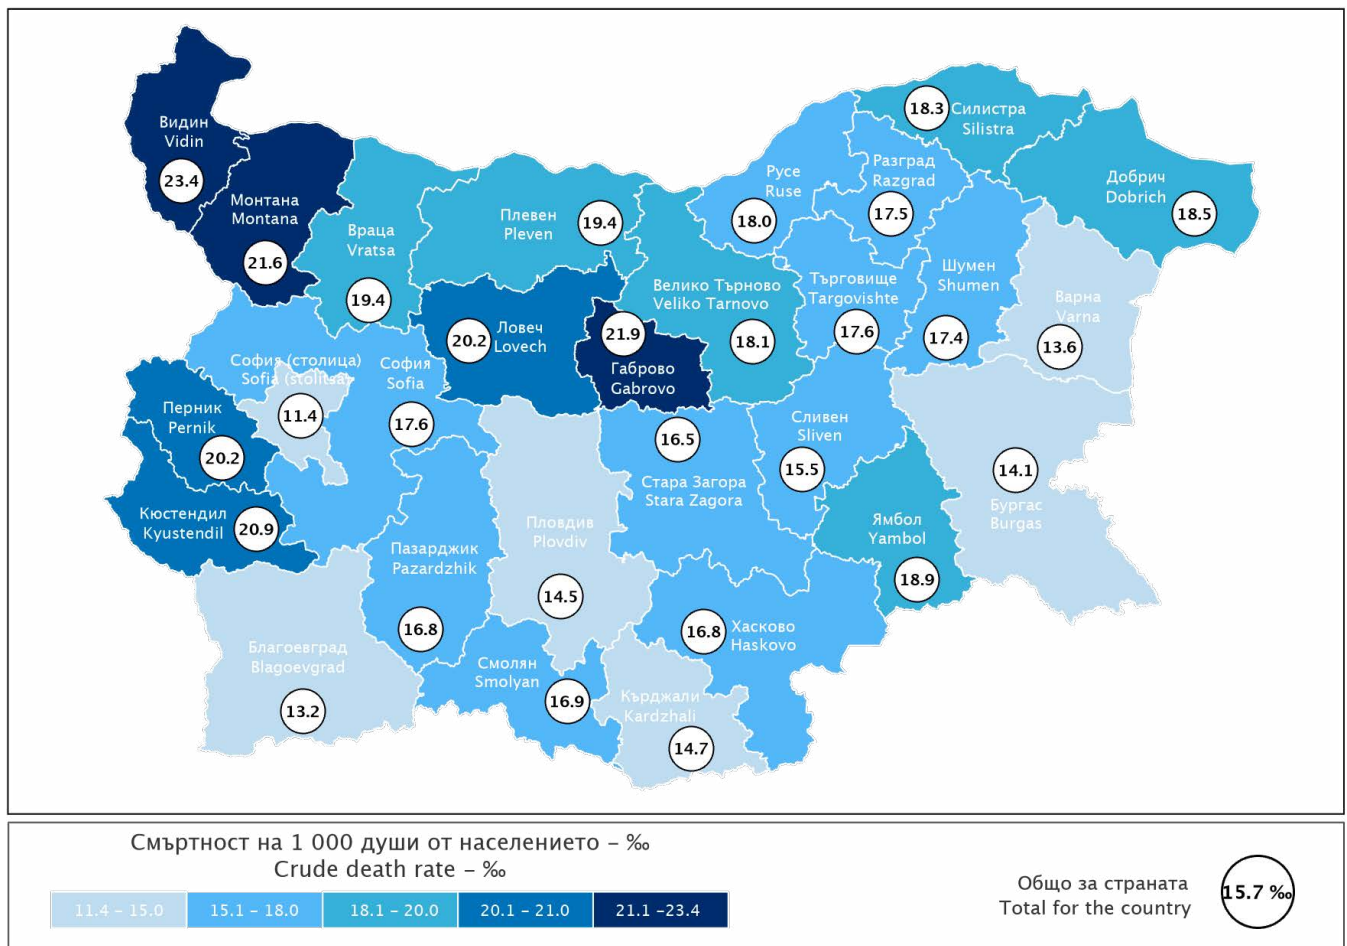 Видин
Vidin
23.4
Монтана
Montana
21.6
Враца
Vratsa
19.4
Плевен
Pleven
19.4
Русе
Ruse
18.0
Разград
Razgrad
17.5
18.3
Силистра
Silistra
Добрич
Dobrich
18.5
Велико Търново
Veliko Tarnovo
18.1
Търговище
Targovishte
17.6
Шумен
Shumen
17.4
Варна
Varna
13.6
20.2
Ловеч
Lovech
21.9
Габрово
Gabrovo
София (столица)
Sofia (stolitsa)
11.4
София
Sofia
17.6
Перник
Pernik
20.2
Кюстендил
Kyustendil
20.9
16.5
Стара Загора
Stara Zagora
Сливен
Sliven
15.5
14.1
Бургас
Burgas
Ямбол
Yambol
18.9
Пазарджик
Pazardzhik
16.8
Пловдив
Plovdiv
14.5
Благоевград
Blagoevgrad
13.2
Смолян
Smolyan
16.9
16.8
Хасково
Haskovo
Кърджали
Kardzhali
14.7
Смъртност на 1 000 души от населението – ‰
Crude death rate – ‰
11.4 – 15.0
15.1 – 18.0
18.1 – 20.0
20.1 – 21.0
21.1 –23.4
Общо за страната
Total for the country
15.7 ‰